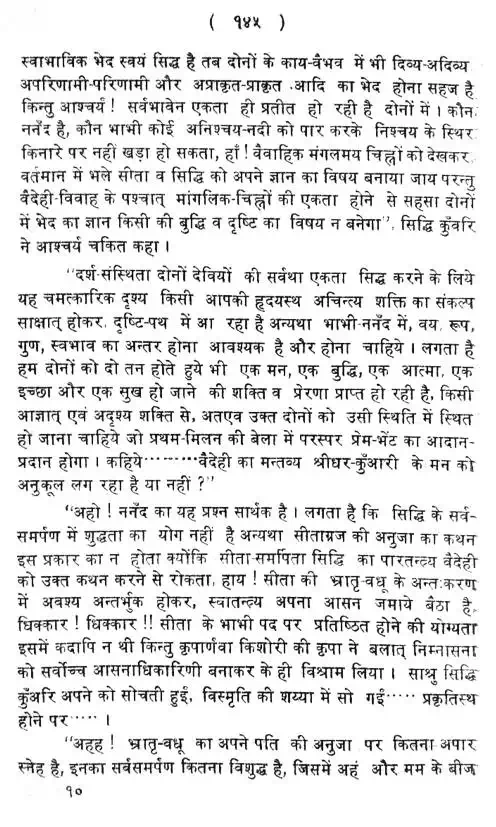 ( १४५ )
स्वाभाविक भेद स्वयं सिद्ध है तब दोनों के काय-वैभव में भी दिव्य-अदिव्य
अपरिणामी-परिणामी और अप्राकृत-प्राकृत आदि का भेद होना सहज है
किन्तु आश्चर्य ! सर्वभावेन एकता ही प्रतीत हो रही है दोनों में । कौन
ननँद है, कौन भाभी कोई अनिश्चय-नदी को पार करके निश्चय के स्थिर
किनारे पर नहीं खड़ा हो सकता, हाँ ! वैवाहिक मंगलमय चिह्नों को देखकर
वर्तमान में भले सीता व सिद्धि को अपने ज्ञान का विषय बनाया जाय परन्तु
वैदेही-विवाह के पश्चात् मांगलिक-चिह्नों की एकता होने से सहसा दोनों
में भेद का ज्ञान किसी की बुद्धि व दृष्टि का विषय न बनेगा", सिद्धि कुँवरि
ने आश्चर्य चकित कहा ।
"दर्श-संस्थिता दोनों देवियों की सर्वथा एकता सिद्ध करने के लिये
यह चमत्कारिक दृश्य किसी आपकी हृदयस्थ अचिन्त्य शक्ति का संकल्प
साक्षात् होकर दृष्टि-पथ में आ रहा है अन्यथा भाभी-ननँद में, वय, रूप,
गुण, स्वभाव का अन्तर होना आवश्यक है और होना चाहिये । लगता है
हम दोनों को दो तन होते हुये भी एक मन, एक बुद्धि, एक आत्मा, एक
इच्छा और एक सुख हो जाने की शक्ति व प्रेरणा प्राप्त हो रही है, किसी
आज्ञात् एवं अदृश्य शक्ति से, अतएव उक्त दोनों को उसी स्थिति में स्थित
हो जाना चाहिये जो प्रथम-मिलन की बेला में परस्पर प्रेम-भेंट का आदान-
प्रदान होगा । कहिये………वैदेही का मन्तव्य श्रीधर-कुँआरी के मन को
अनुकूल लग रहा है या नहीं ?"
"अहो ! ननँद का यह प्रश्न सार्थक है । लगता है कि सिद्धि के सर्व-
समर्पण में शुद्धता का योग नहीं है अन्यथा सीताग्रज की अनुजा का कथन
इस प्रकार का न होता क्योंकि सीता-समर्पिता सिद्धि का पारतन्त्र्य वैदेही
को उक्त कथन करने से रोकता, हाय ! सीता की भ्रातृ-वधू के अन्तःकरण
में अवश्य अन्तर्भुक होकर, स्वातन्त्र्य अपना आसन जमाये बैठा है,
धिक्कार ! धिक्कार !! सीता के भाभी पद पर प्रतिष्ठित होने की योग्यता
इसमें कदापि न थी किन्तु कृपार्णवा किशोरी की कृपा ने बलात् निम्नासना
को सर्वोच्च आसनाधिकारिणी बनाकर के ही विश्राम लिया । साश्रु सिद्धि
कुँअरि अपने को सोचती हुई, विस्मृति की शय्या में सो गई…… प्रकृतिस्थ
होने पर…… ।
"अहह ! भ्रातृ-वधू का अपने पति की अनुजा पर कितना अपार
स्नेह है, इनका सर्वसमर्पण कितना विशुद्ध है, जिसमें अहं और मम के बीज
१०